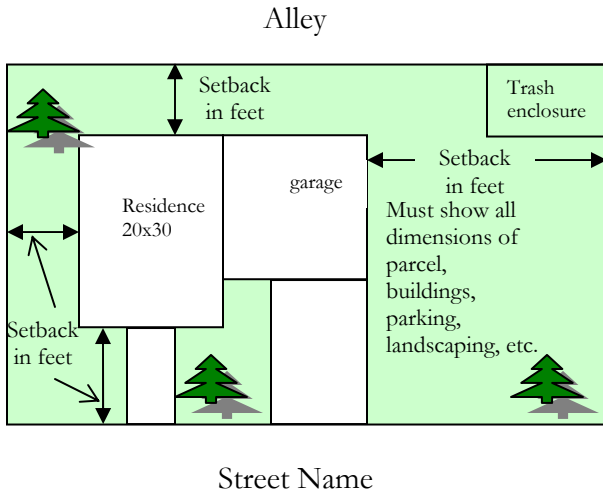 Alley
Setback
in feet
Trash
enclosure
Residence
20x30
garage
Setback
in feet
Must show all
dimensions of
parcel,
buildings,
parking,
landscaping, etc.
Setback
in feet
Street Name